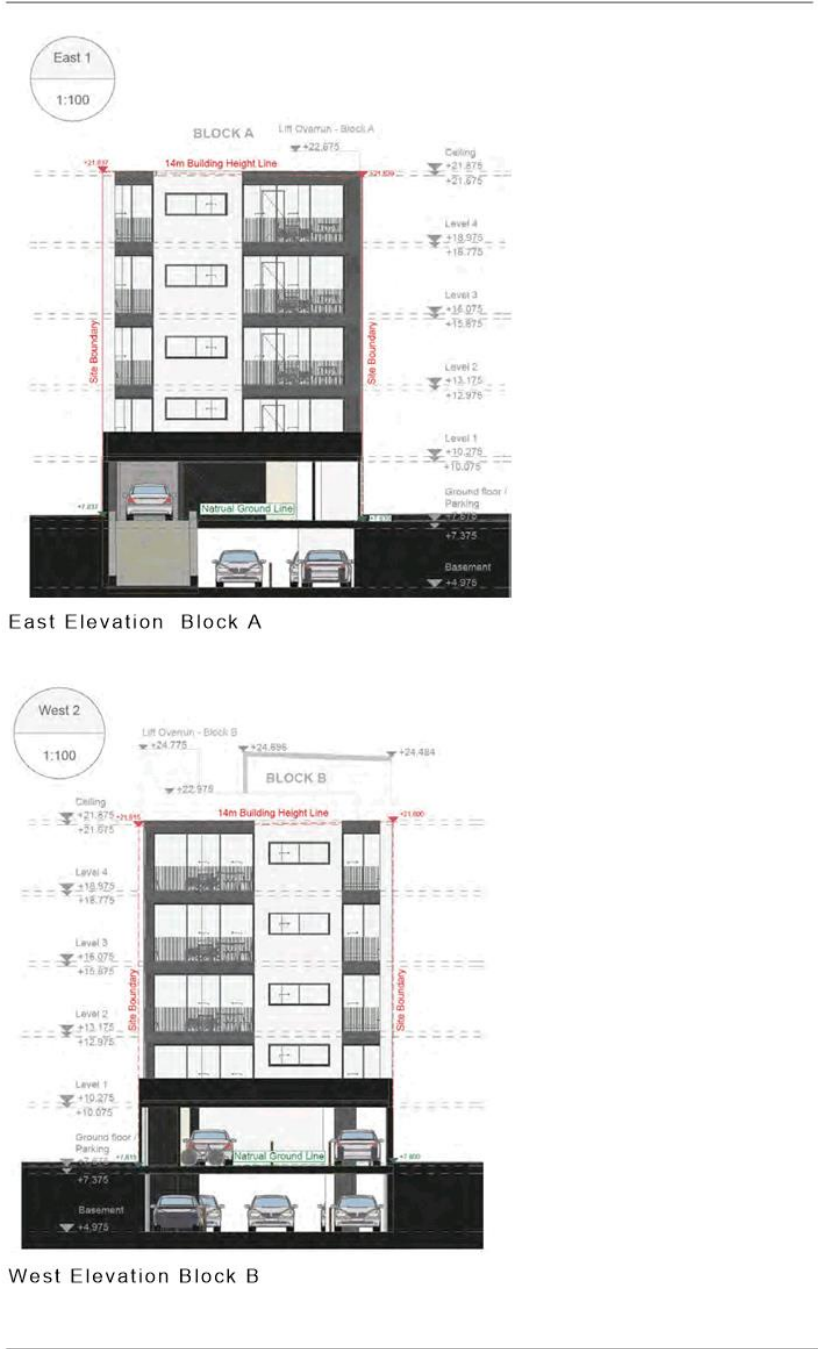 East 1
1:100
BLOCK A
Lift Overrun - Block A
+22.675
14m Building Height Line
Ceiling
+21.875
+21.675
Level 4
+18.975
+18.775
Level 3
+16.075
+15.875
Site Boundary
Site Boundary
Level 2
+13.175
+12.975
Level 1
+10.275
+10.075
Ground floor /
Parking
Natrual Ground Line
+7.375
Basement
+4.975
East Elevation Block A
West 2
1:100
Lift Overrun - Block B
+24.775
+24.696
+24.484
BLOCK B
+22.975
Ceiling
+21.875
+21.675
14m Building Height Line
+21.600
Level 4
+18.975
+18.775
Level 3
+16.075
+15.875
Site Boundary
Site Boundary
Level 2
+13.175
+12.975
Level 1
+10.275
+10.075
Ground floor /
Parking
Natrual Ground Line
+7.600
+7.375
Basement
+4.975
West Elevation Block B